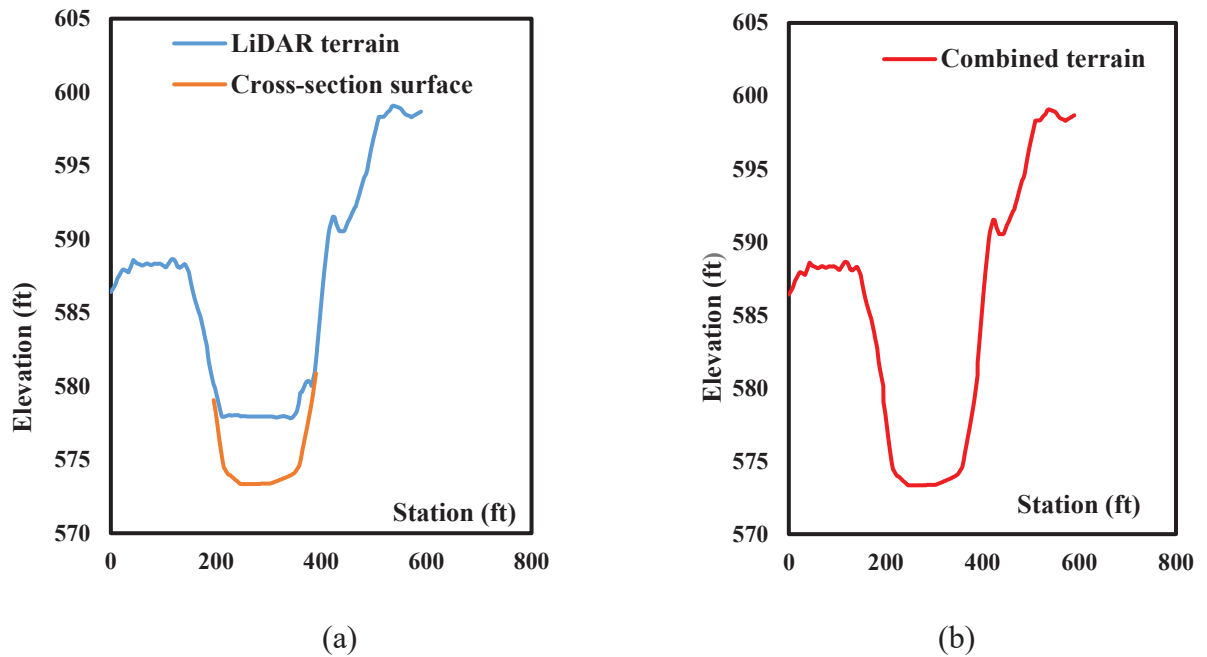 605
600
595
590
585
580
575
570
Elevation (ft)
LiDAR terrain
Cross-section surface
Station (ft)
0
200
400
600
800
(a)
605
600
595
590
585
580
575
570
Elevation (ft)
Combined terrain
Station (ft)
0
200
400
600
800
(b)